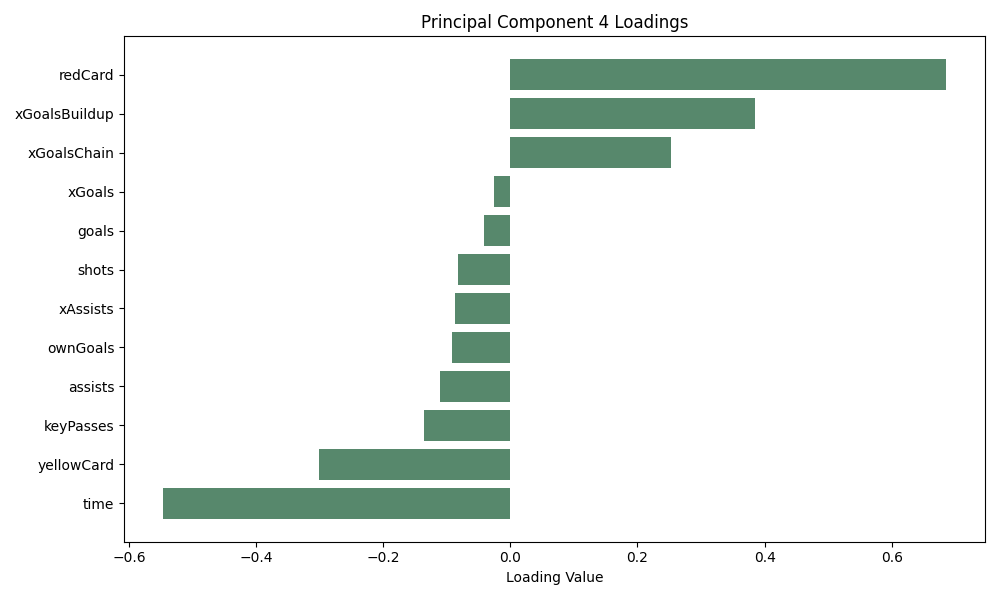 Principal Component 4 Loadings
redCard
xGoalsBuildup
xGoalsChain
xGoals
goals
shots
xAssists
ownGoals
assists
keyPasses
yellowCard
time
−0.6 −0.4 −0.2 0.0 0.2 0.4 0.6
Loading Value